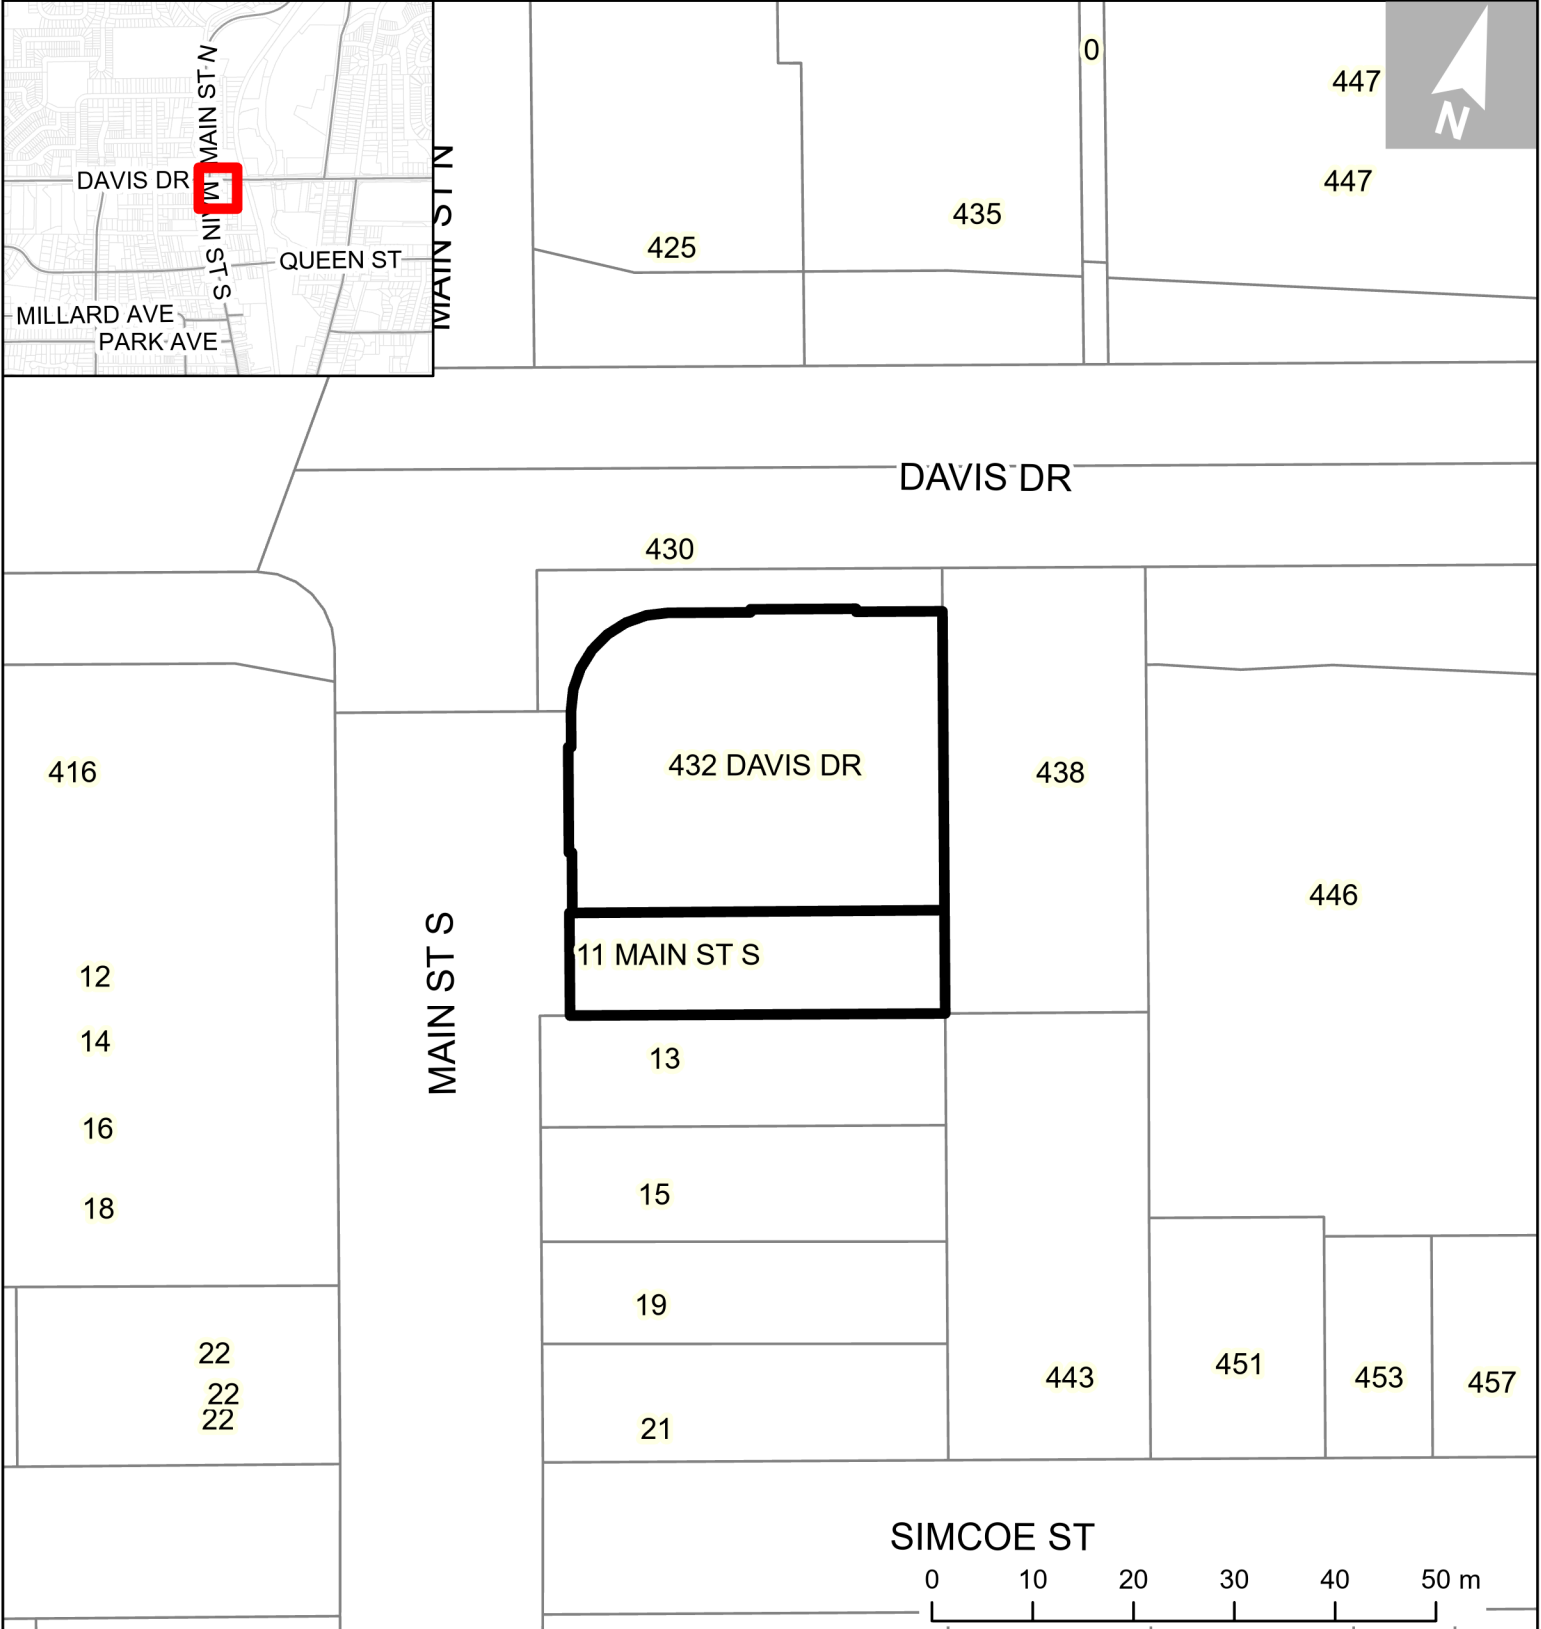 MAIN ST N
DAVIS DR
MAIN ST S
QUEEN ST
MILLARD AVE
PARK AVE
MAIN ST N
0
447
N
447
435
425
DAVIS DR
430
432 DAVIS DR
416
438
446
MAIN ST S
11 MAIN ST S
12
14
13
16
15
18
19
22
22
22
21
443
451
453
457
SIMCOE ST
0 10 20 30 40 50 m